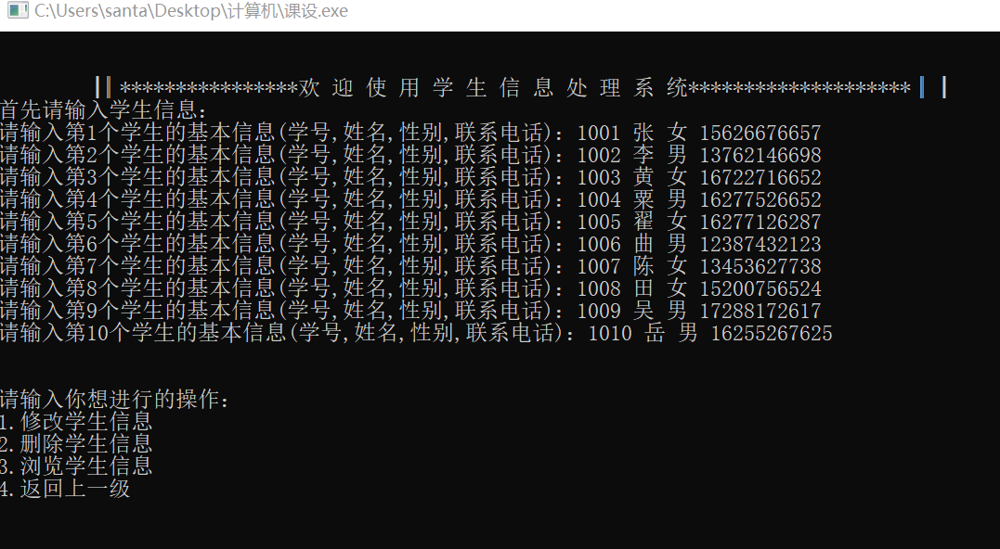 C:\Users\santa\Desktop\计算机\课设.exe
****************欢 迎 使 用 学 生 信 息 处 理 系 统********************
首先请输入学生信息:
请输入第1个学生的基本信息(学号,姓名,性别,联系电话): 1001 张 女 15626676657
请输入第2个学生的基本信息(学号,姓名,性别,联系电话): 1002 李 男 13762146698
请输入第3个学生的基本信息(学号,姓名,性别,联系电话): 1003 黄 女 16722716652
请输入第4个学生的基本信息(学号,姓名,性别,联系电话): 1004 粟 男 16277526652
请输入第5个学生的基本信息(学号,姓名,性别,联系电话): 1005 翟 女 16277126287
请输入第6个学生的基本信息(学号,姓名,性别,联系电话): 1006 曲 男 12387432123
请输入第7个学生的基本信息(学号,姓名,性别,联系电话): 1007 陈 女 13453627738
请输入第8个学生的基本信息(学号,姓名,性别,联系电话): 1008 田 女 15200756524
请输入第9个学生的基本信息(学号,姓名,性别,联系电话): 1009 吴 男 17288172617
请输入第10个学生的基本信息(学号,姓名,性别,联系电话): 1010 岳 男 16255267625
请输入你想进行的操作:
1.修改学生信息
2.删除学生信息
3.浏览学生信息
4.返回上一级